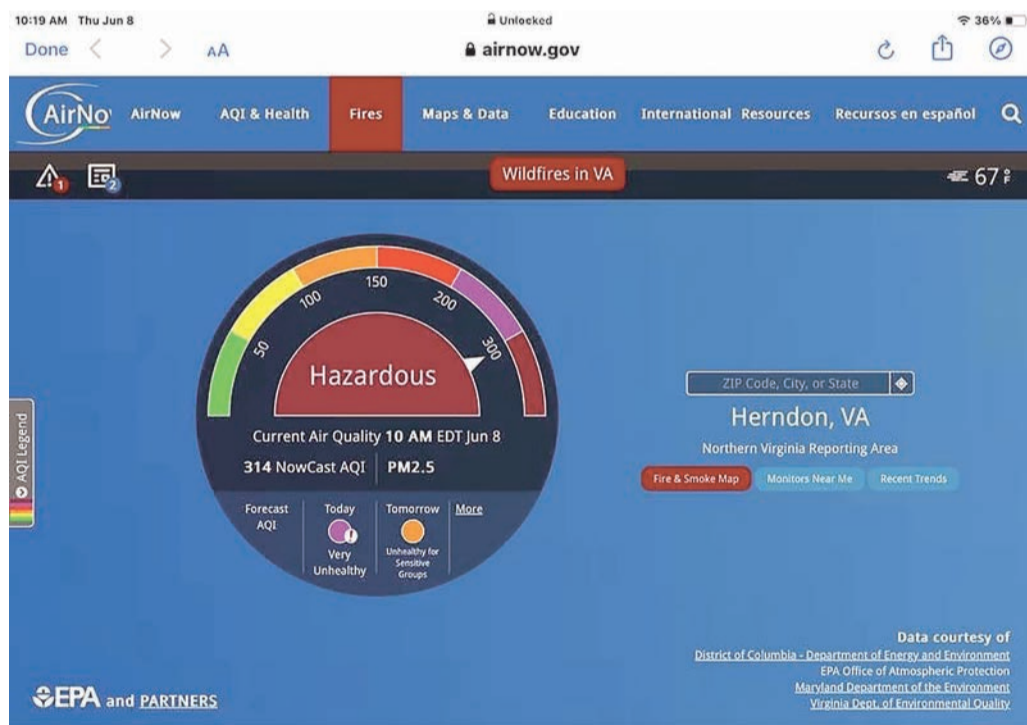 10:19 AM Thu Jun 8
Unlocked
36%
Done
AA
airnow.gov
AirNo
AirNow
AQI & Health
Fires
Maps & Data
Education
International Resources
Recursos en español
1
2
Wildfires in VA
67 °F
50
100
150
200
300
Hazardous
Current Air Quality 10 AM EDT Jun 8
314 NowCast AQI
PM2.5
Forecast
AQI
Today
Very
Unhealthy
Tomorrow
Unhealthy for
Sensitive
Groups
More
AQI Legend
ZIP Code, City, or State
Herndon, VA
Northern Virginia Reporting Area
Fire & Smoke Map
Monitors Near Me
Recent Trends
Data courtesy of
District of Columbia - Department of Energy and Environment
EPA Office of Atmospheric Protection
Maryland Department of the Environment
Virginia Dept. of Environmental Quality
EPA and PARTNERS